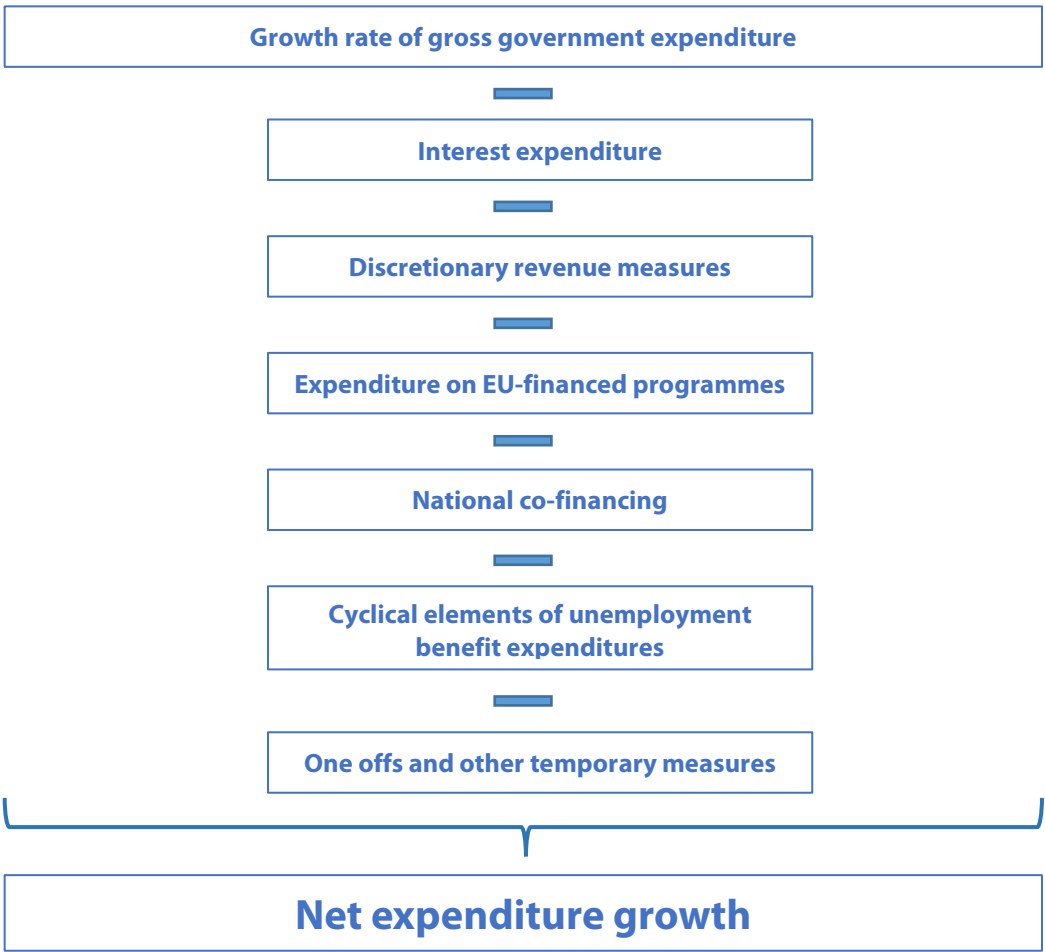 Growth rate of gross government expenditure
Interest expenditure
Discretionary revenue measures
Expenditure on EU-financed programmes
National co-financing
Cyclical elements of unemployment
benefit expenditures
One offs and other temporary measures
Net expenditure growth